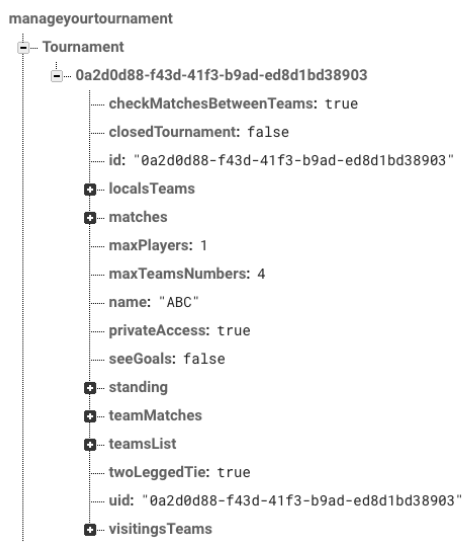 manageyourtournament
Tournament
0a2d0d88-f43d-41f3-b9ad-ed8d1bd38903
checkMatchesBetweenTeams: true
closedTournament: false
id: "0a2d0d88-f43d-41f3-b9ad-ed8d1bd38903"
localsTeams
matches
maxPlayers: 1
maxTeamsNumbers: 4
name: "ABC"
privateAccess: true
seeGoals: false
standing
teamMatches
teamsList
twoLeggedTie: true
uid: "0a2d0d88-f43d-41f3-b9ad-ed8d1bd38903"
visitingsTeams